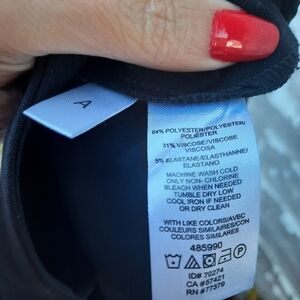 A
64% POLYESTER/POLYESTER/
POLIESTER
31% VISCOSE/VISCOSE/
VISCOSA
5% ELASTANE/ELASTHANNE/
ELASTANO
MACHINE WASH COLD
ONLY NON- CHLORINE
BLEACH WHEN NEEDED
TUMBLE DRY LOW
COOL IRON IF NEEDED
OR DRY CLEAN
WITH LIKE COLORS/AVEC
COULEURS SIMILAIRES/CON
COLORES SIMILARES
485990
P
ID# 70274
CA #57421
RN #77379